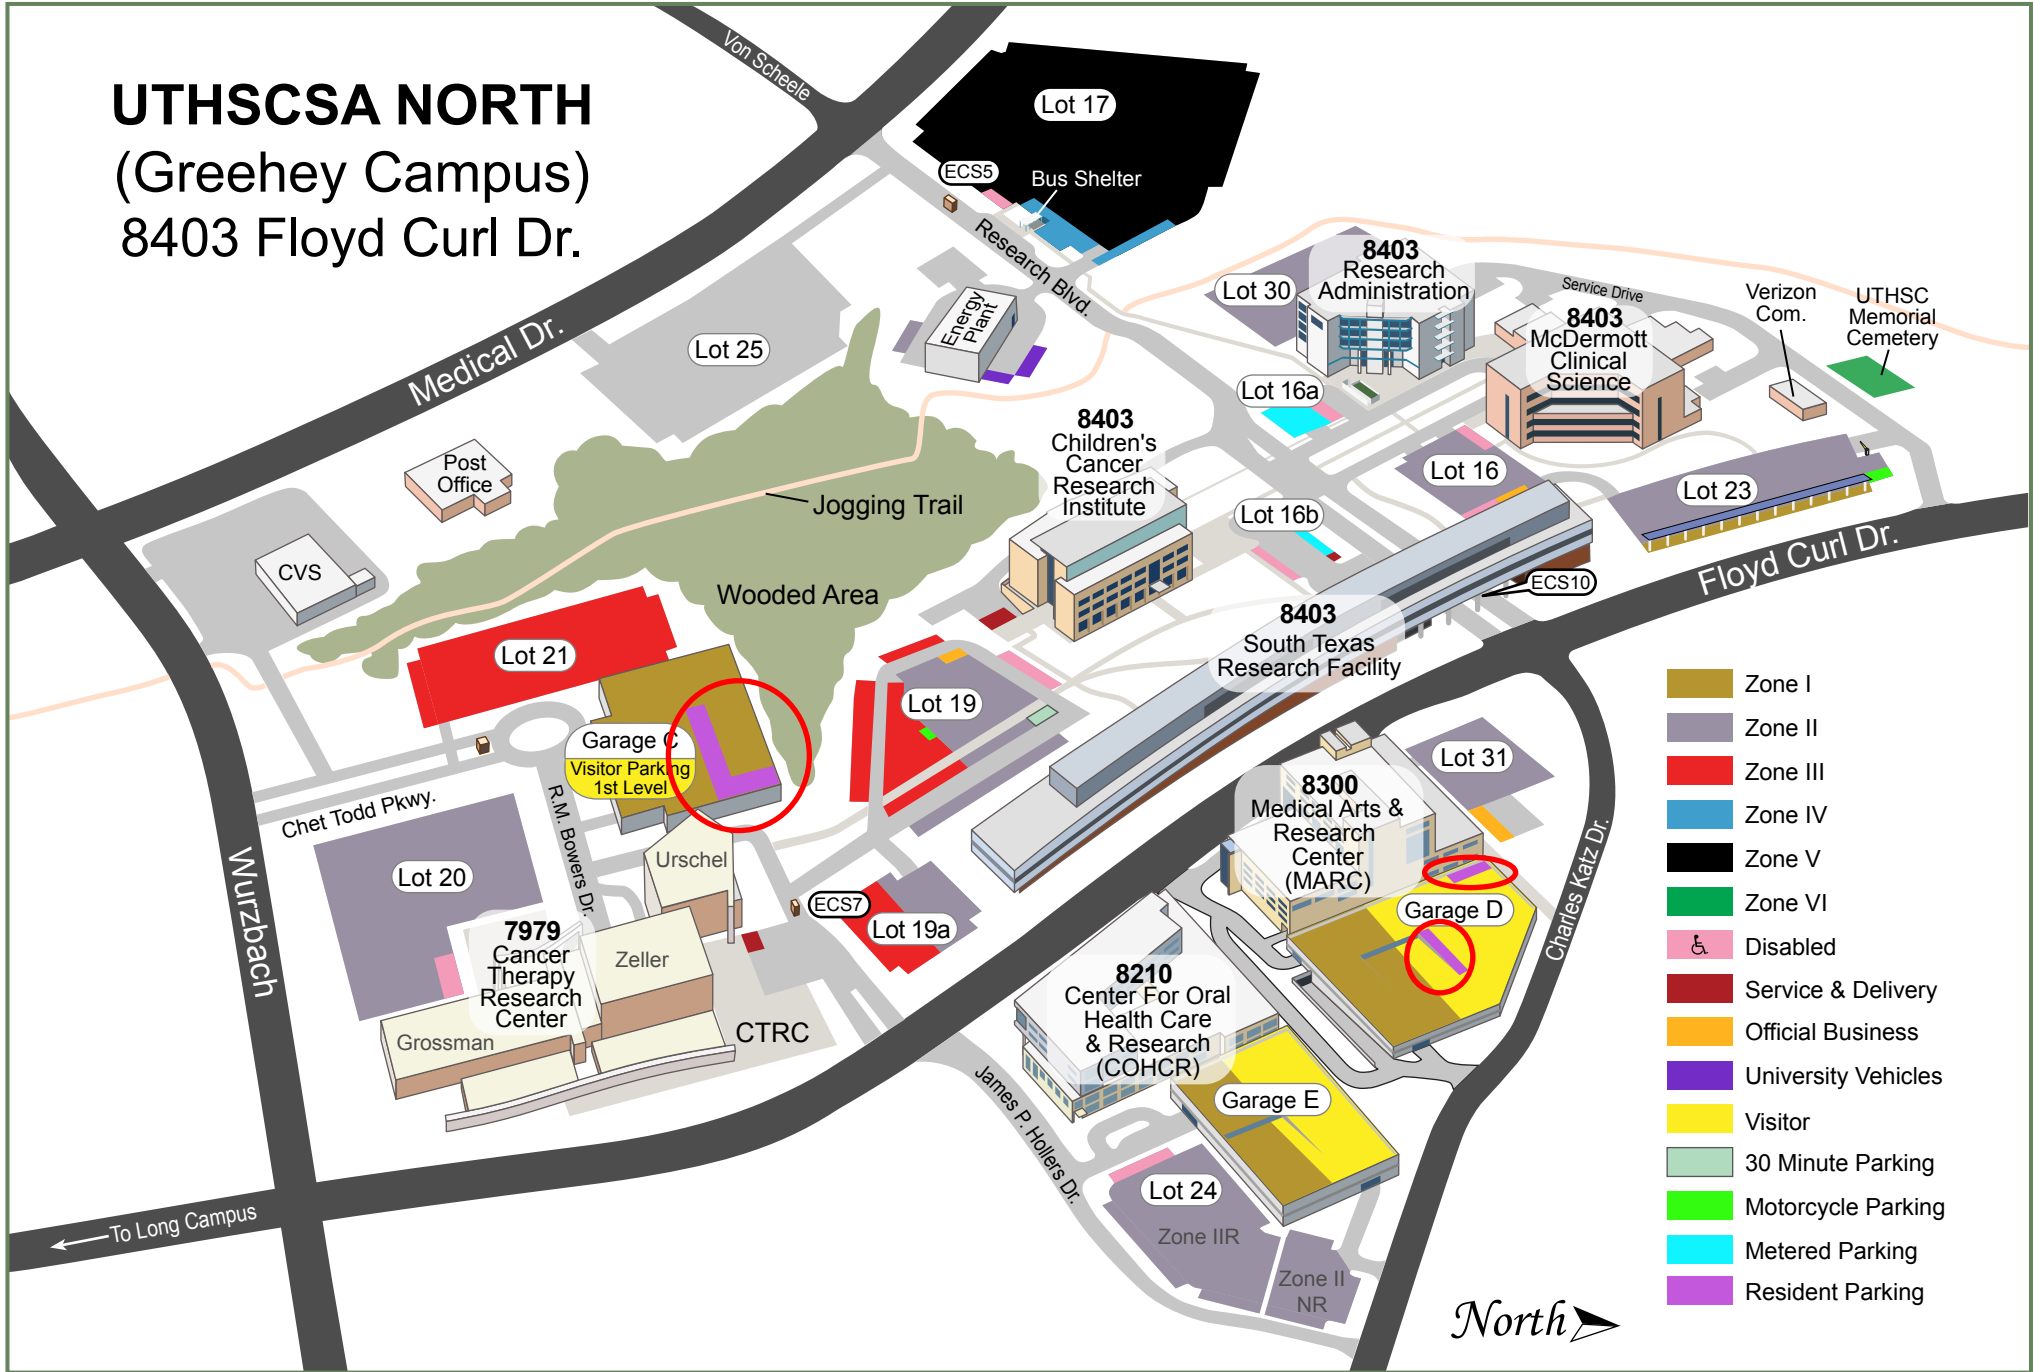 UTHSCSA NORTH
(Greehey Campus)
8403 Floyd Curl Dr.
Von Scheele
Lot 17
ECS5
Bus Shelter
Research Blvd.
Medical Dr.
Lot 25
Energy
Plant
Lot 30
8403
Research
Administration
Service Drive
8403
McDermott
Clinical
Science
Verizon
Com.
UTHSC
Memorial
Cemetery
Lot 16a
8403
Children's
Cancer
Research
Institute
Lot 16
Lot 23
Lot 16b
Post
Office
Jogging Trail
CVS
Wooded Area
ECS10
Floyd Curl Dr.
8403
South Texas
Research Facility
Lot 21
Lot 19
Garage C
Visitor Parking
1st Level
Lot 31
8300
Medical Arts &
Research
Center
(MARC)
Charles Katz Dr.
Chet Todd Pkwy.
R.M. Bowers Dr.
Urschel
Wurzbach
Lot 20
ECS7
Lot 19a
Garage D
7979
Cancer
Therapy
Research
Center
Zeller
Grossman
CTRC
8210
Center For Oral
Health Care
& Research
(COHCR)
James P. Hollers Dr.
Garage E
Lot 24
Zone IIR
Zone II
NR
To Long Campus
North
Zone I
Zone II
Zone III
Zone IV
Zone V
Zone VI
Disabled
Service & Delivery
Official Business
University Vehicles
Visitor
30 Minute Parking
Motorcycle Parking
Metered Parking
Resident Parking